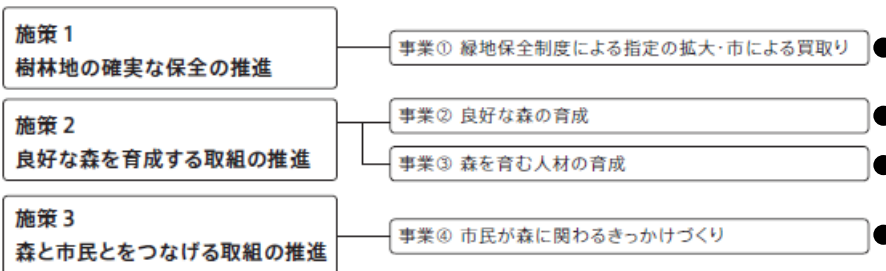 施策1
樹林地の確実な保全の推進
事業① 緑地保全制度による指定の拡大・市による買取り
施策2
良好な森を育成する取組の推進
事業② 良好な森の育成
事業③ 森を育む人材の育成
施策3
森と市民とをつなげる取組の推進
事業④ 市民が森に関わるきっかけづくり